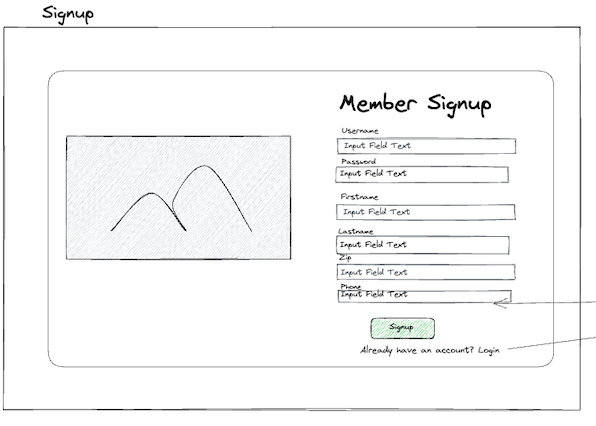 Signup
Member Signup
Username
Input Field Text
Password
Input Field Text
Firstname
Input Field Text
Lastname
Input Field Text
Zip
Input Field Text
Phone
Input Field Text
Signup
Already have an account? Login